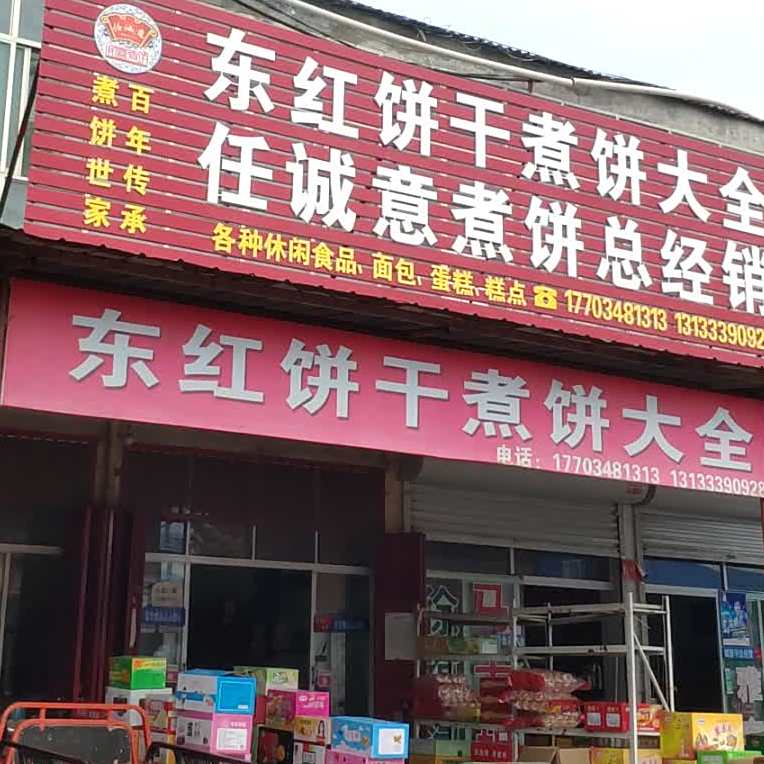 东红饼干煮饼大全
任诚意煮饼总经销
百年传承
煮饼世家
各种休闲食品、面包、蛋糕、糕点☎17703481313 1313339092
东红饼干煮饼大全
电话：17703481313 13133390928